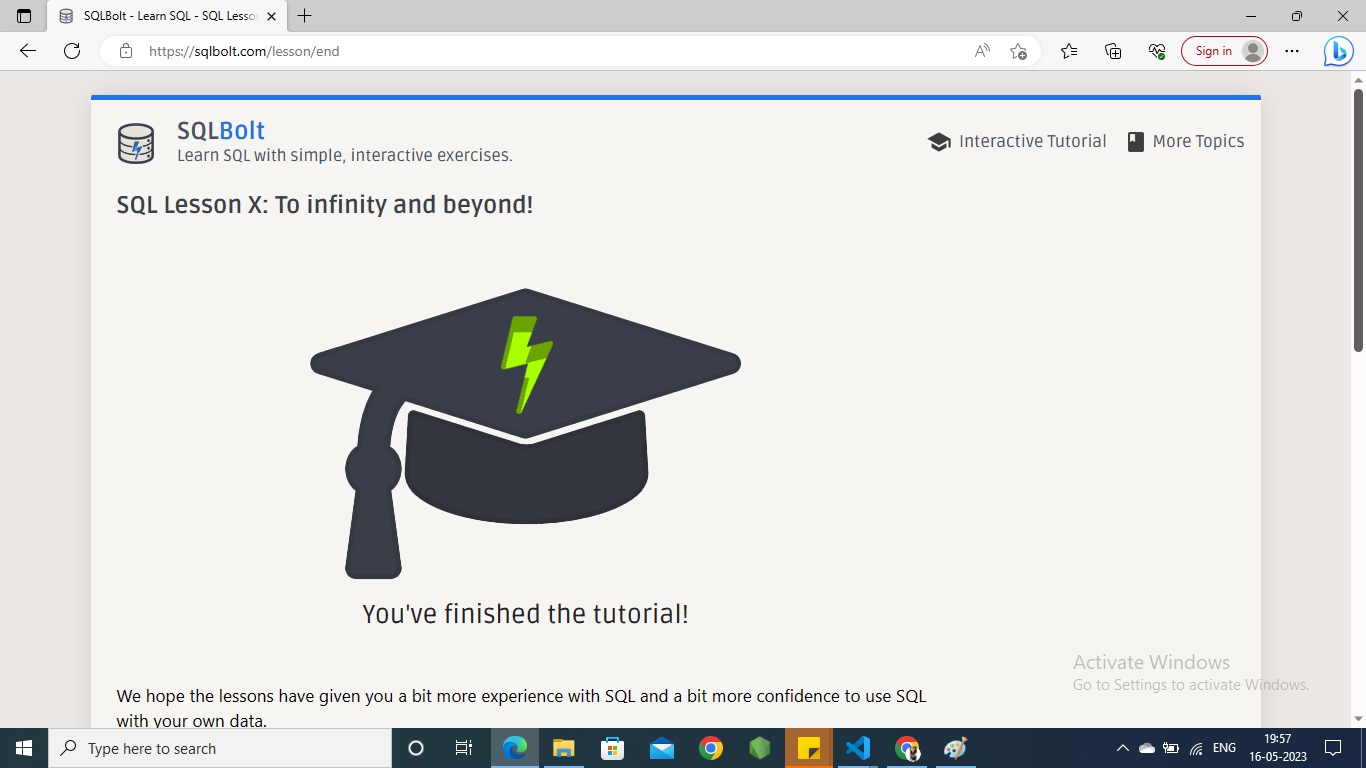 SQLBolt - Learn SQL - SQL Lesso
https://sqlbolt.com/lesson/end
Sign in
SQLBolt
Learn SQL with simple, interactive exercises.
Interactive Tutorial
More Topics
SQL Lesson X: To infinity and beyond!
You've finished the tutorial!
Activate Windows
Go to Settings to activate Windows.
We hope the lessons have given you a bit more experience with SQL and a bit more confidence to use SQL
with your own data.
Type here to search
ENG
19:57
16-05-2023